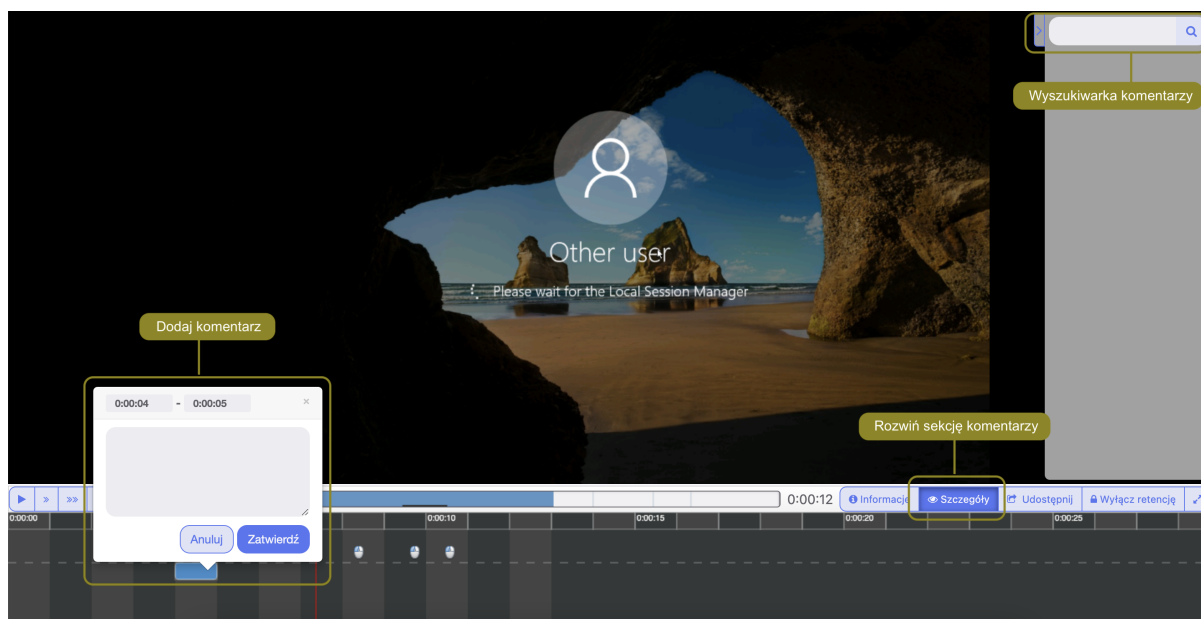 Wyszukiwarka komentarzy
Other user
Please wait for the Local Session Manager
Dodaj komentarz
0:00:04 - 0:00:05 ×
Rozwiń sekcję komentarzy
Anuluj Zatwierdź
0:00:12 Informacje Szczegóły Udostępnij Wyłącz retencję
0:00:00 0:00:10 0:00:15 0:00:20 0:00:25